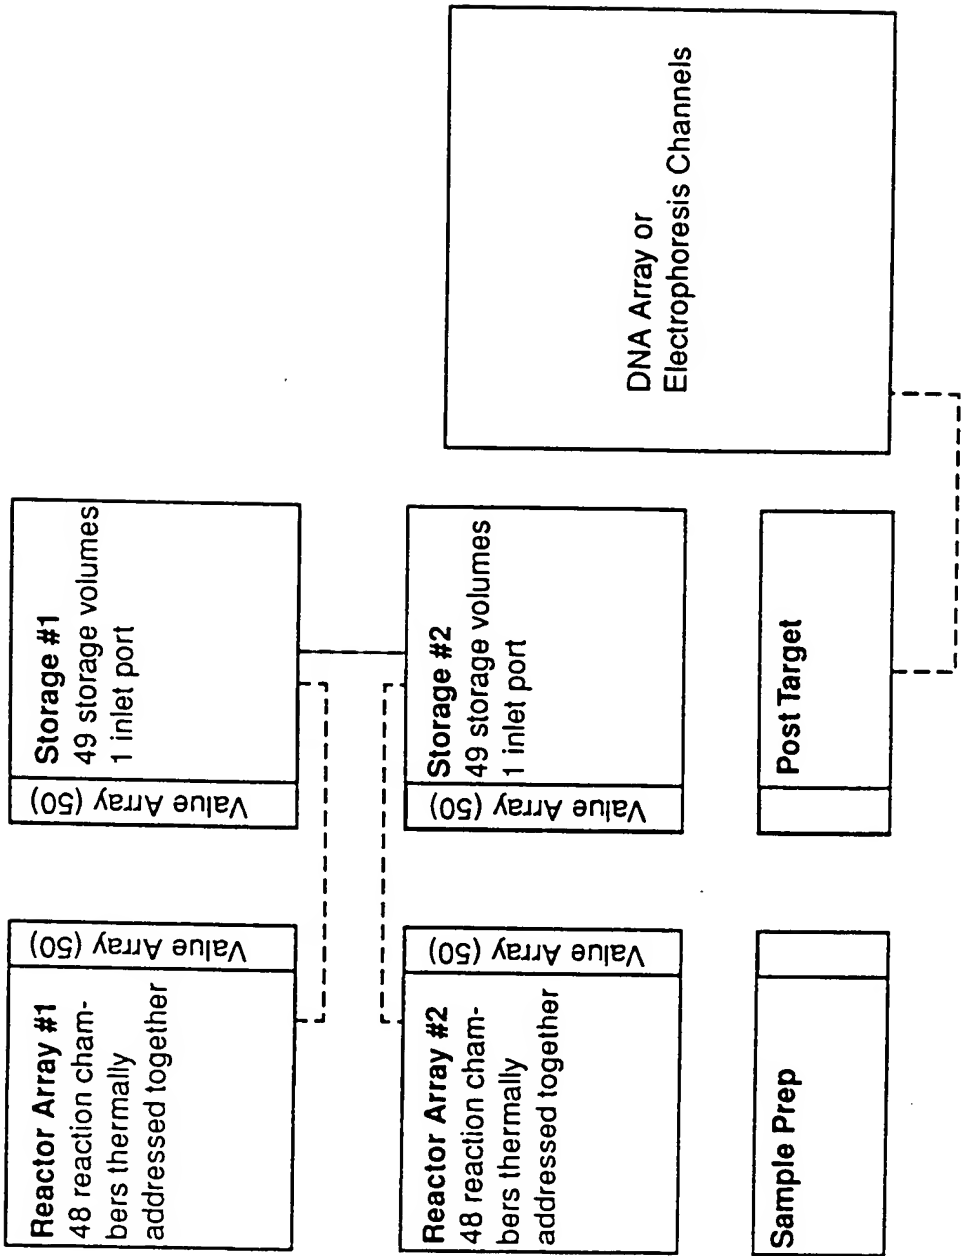 Reactor Array #1
48 reaction cham-
bers thermally
addressed together
Value Array (50)
Value Array (50)
Storage #1
49 storage volumes
1 inlet port
Reactor Array #2
48 reaction cham-
bers thermally
addressed together
Value Array (50)
Value Array (50)
Storage #2
49 storage volumes
1 inlet port
Sample Prep
Post Target
DNA Array or
Electrophoresis Channels